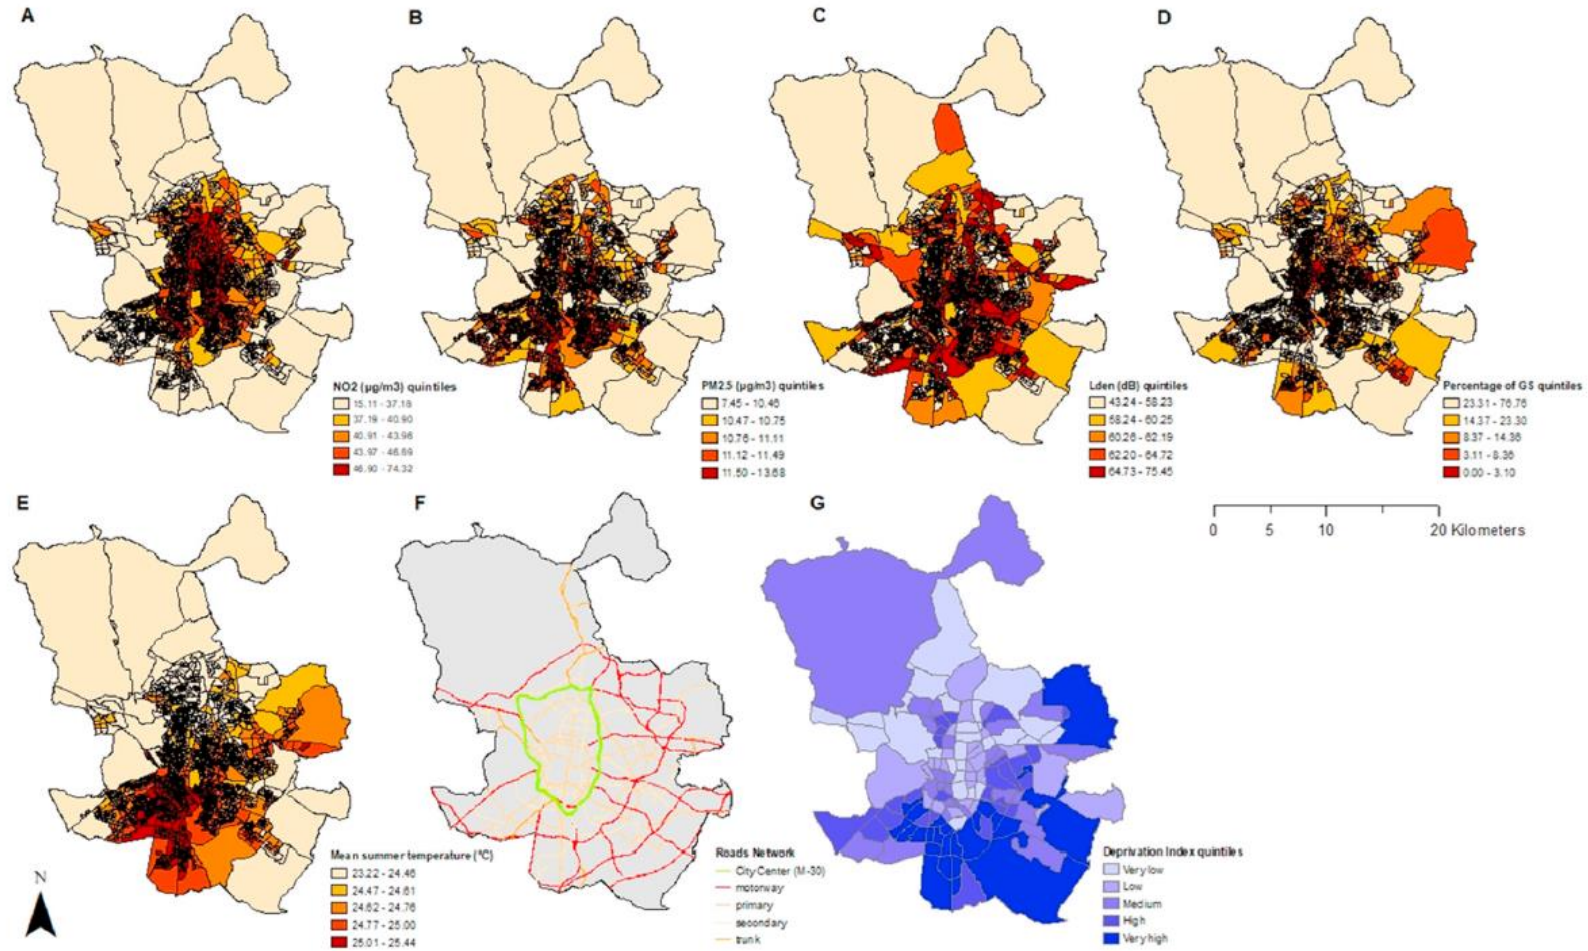 A
B
C
D
NO2 (µg/m3) quintiles
15.11 - 37.18
37.19 - 40.90
40.91 - 43.96
43.97 - 46.89
46.90 - 74.32
PM2.5 (µg/m3) quintiles
7.45 - 10.46
10.47 - 10.75
10.76 - 11.11
11.12 - 11.49
11.50 - 13.68
Lden (dB) quintiles
43.24 - 58.23
58.24 - 60.25
60.26 - 62.19
62.20 - 64.72
64.73 - 75.45
Percentage of GS quintiles
23.31 - 76.76
14.37 - 23.30
8.37 - 14.36
3.11 - 8.36
0.00 - 3.10
E
F
G
0 5 10 20 Kilometers
N
Mean summer temperature (°C)
23.22 - 24.46
24.47 - 24.61
24.62 - 24.76
24.77 - 25.00
25.01 - 25.44
Roads Network
City Center (M-30)
motorway
primary
secondary
trunk
Deprivation Index quintiles
Very low
Low
Medium
High
Very high